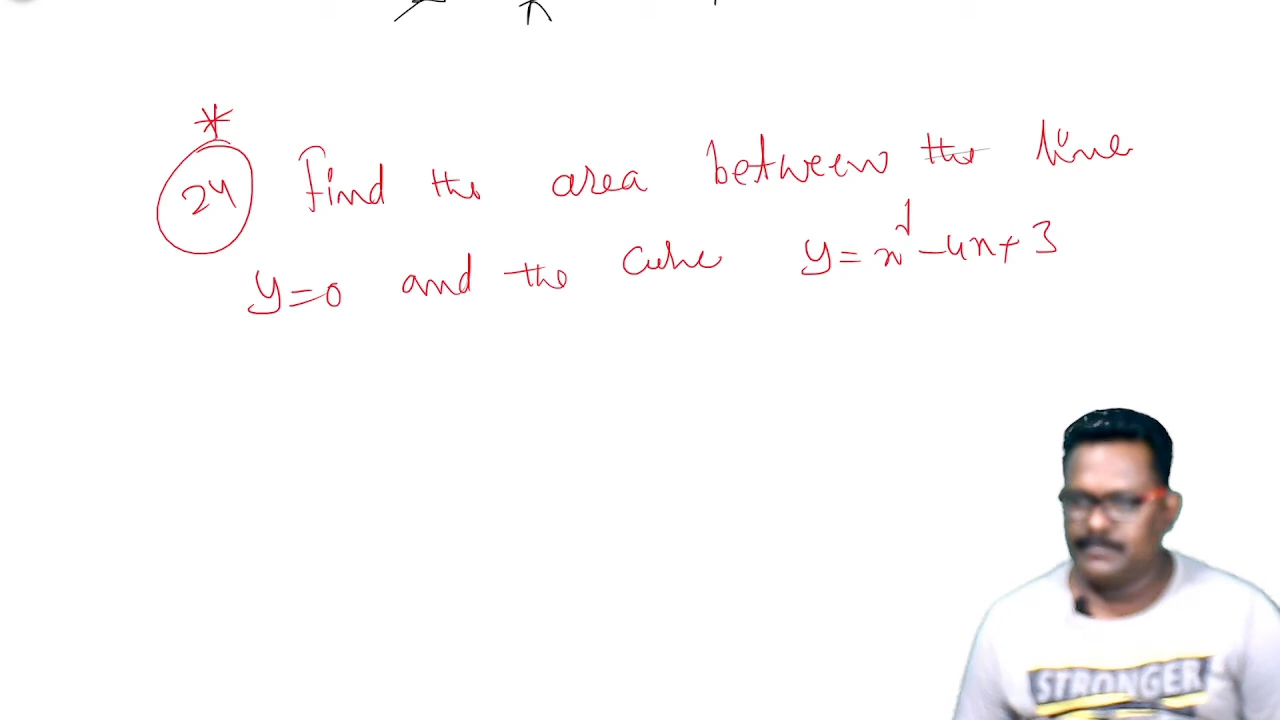 *
24 Find the area between the line
y=0 and the curve y=x²-4x+3
STRONGER